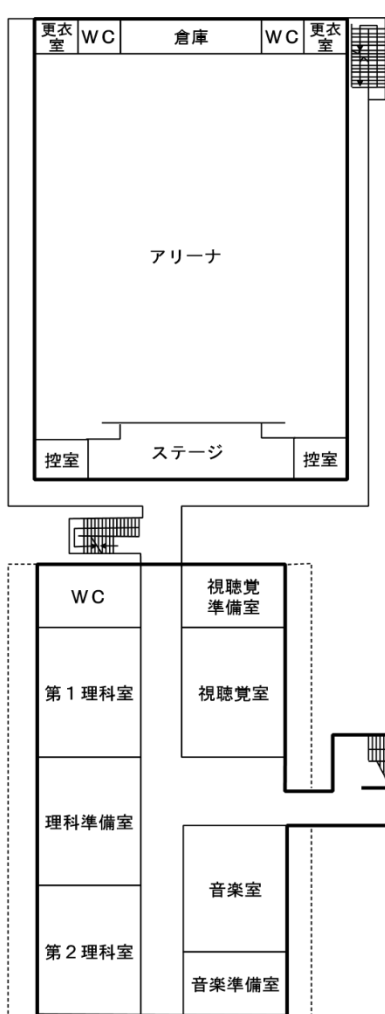 更衣
室
WC
倉庫
WC
更衣
室
アリーナ
控室
ステージ
控室
WC
視聴覚
準備室
第1理科室
視聴覚室
理科準備室
音楽室
第2理科室
音楽準備室